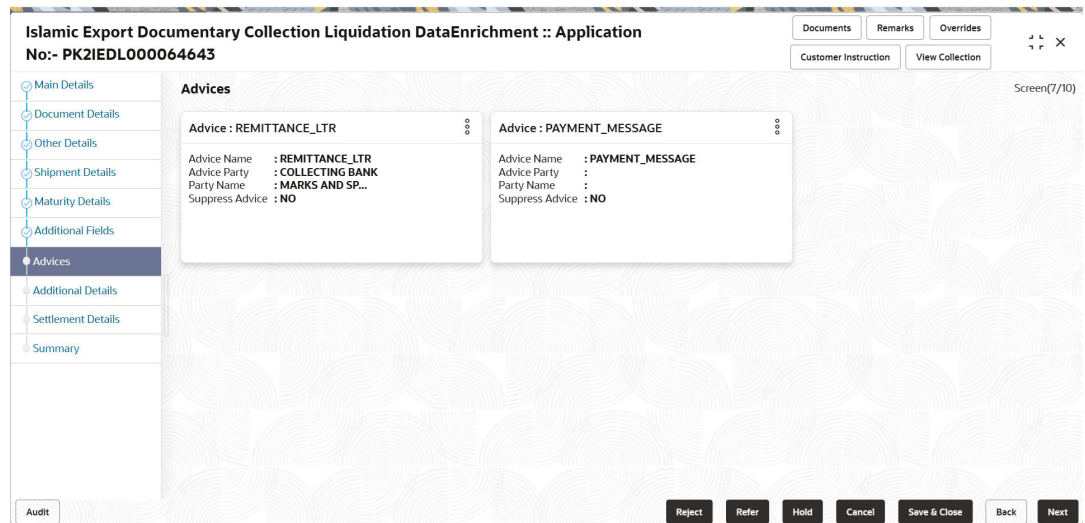 Islamic Export Documentary Collection Liquidation DataEnrichment :: Application
No:- PK2IEDL000064643
Documents
Remarks
Overrides
Customer Instruction
View Collection
Main Details
Document Details
Other Details
Shipment Details
Maturity Details
Additional Fields
Advices
Additional Details
Settlement Details
Summary
Advices
Screen(7/10)
Advice : REMITTANCE_LTR
Advice Name : REMITTANCE_LTR
Advice Party : COLLECTING BANK
Party Name : MARKS AND SP...
Suppress Advice : NO
Advice : PAYMENT_MESSAGE
Advice Name : PAYMENT_MESSAGE
Advice Party :
Party Name :
Suppress Advice : NO
Audit
Reject
Refer
Hold
Cancel
Save & Close
Back
Next